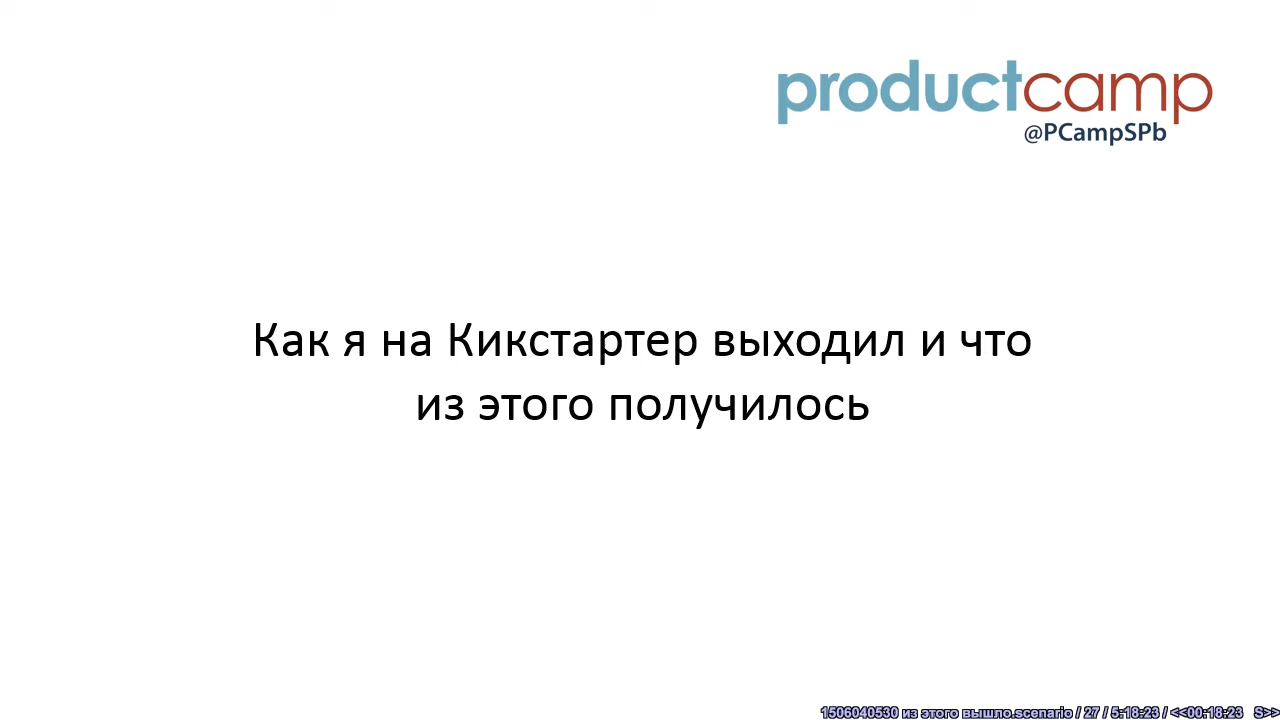 productcamp
@PCampSPb
Как я на Кикстартер выходил и что
из этого получилось
1506040530 из этого вышло.scenario / 27 / 5:18:23 / <<00:18:23 S>>